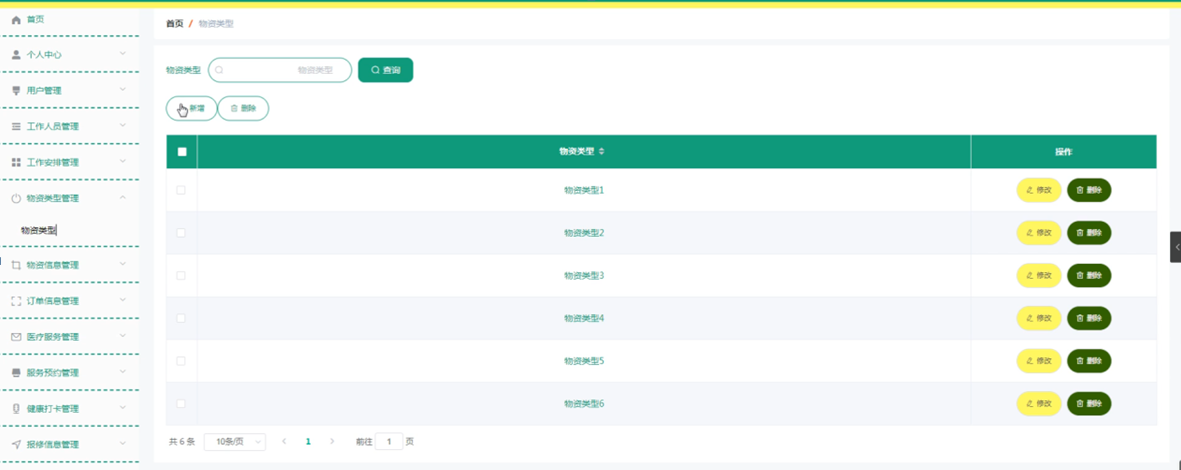 首页
个人中心
用户管理
工作人员管理
工作安排管理
物资类型管理
物资类型
物资信息管理
订单信息管理
医疗服务管理
服务预约管理
健康打卡管理
报修信息管理
首页 / 物资类型
物资类型 物资类型 查询
新增 删除
物资类型 操作
物资类型1 修改 删除
物资类型2 修改 删除
物资类型3 修改 删除
物资类型4 修改 删除
物资类型5 修改 删除
物资类型6 修改 删除
共 6 条 10条/页 1 前往 1 页